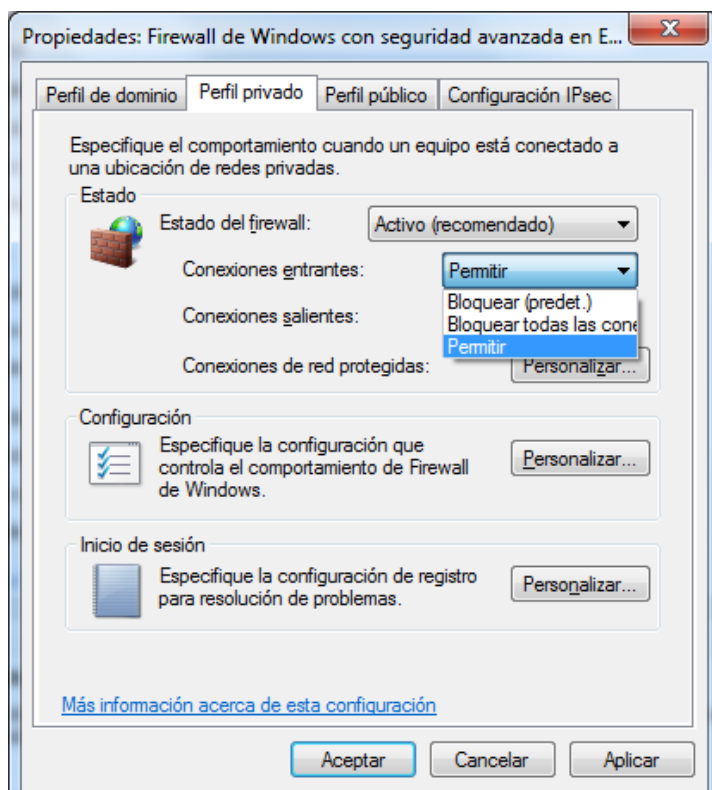 Propiedades: Firewall de Windows con seguridad avanzada en E...
Perfil de dominio
Perfil privado
Perfil público
Configuración IPsec
Especifique el comportamiento cuando un equipo está conectado a
una ubicación de redes privadas.
Estado
Estado del firewall:
Activo (recomendado)
Conexiones entrantes:
Permitir
Bloquear (predet.)
Conexiones salientes:
Bloquear todas las cone
Permitir
Conexiones de red protegidas:
Personalizar...
Configuración
Especifique la configuración que
controla el comportamiento de Firewall
de Windows.
Personalizar...
Inicio de sesión
Especifique la configuración de registro
para resolución de problemas.
Personalizar...
Más información acerca de esta configuración
Aceptar
Cancelar
Aplicar